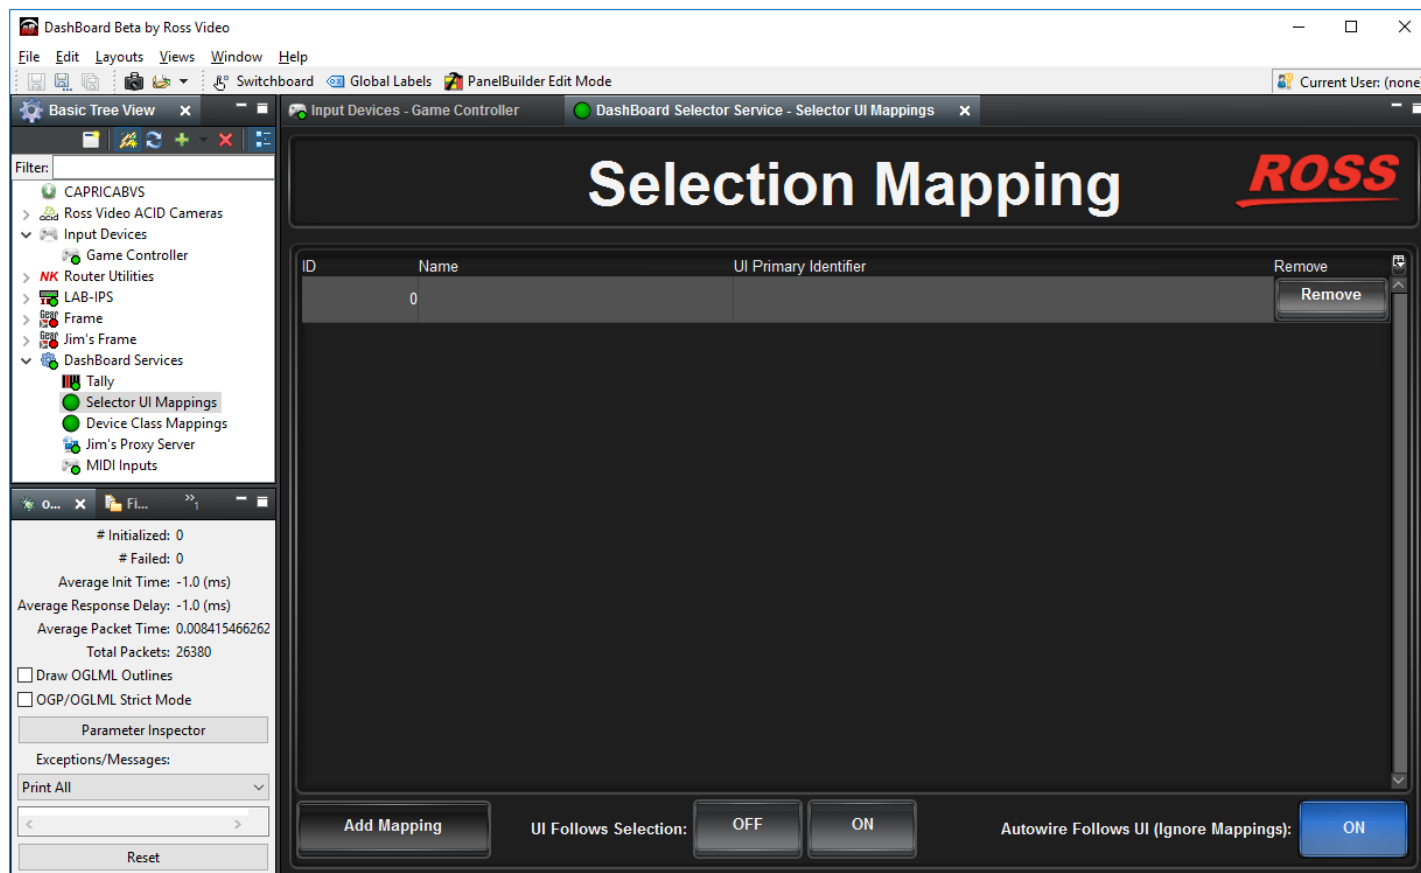 DashBoard Beta by Ross Video
File Edit Layouts Views Window Help
Switchboard Global Labels PanelBuilder Edit Mode Current User: (none)
Basic Tree View
Filter:
CAPRICABVS
acid Ross Video ACID Cameras
Input Devices
Game Controller
NK Router Utilities
LAB-IPS
Gear Frame
Gear Jim's Frame
DashBoard Services
Tally
Selector UI Mappings
Device Class Mappings
Jim's Proxy Server
MIDI Inputs
o... Fi... »1
# Initialized: 0
# Failed: 0
Average Init Time: -1.0 (ms)
Average Response Delay: -1.0 (ms)
Average Packet Time: 0.008415466262
Total Packets: 26380
Draw OGLML Outlines
OGP/OGLML Strict Mode
Parameter Inspector
Exceptions/Messages:
Print All
Reset
Input Devices - Game Controller DashBoard Selector Service - Selector UI Mappings
Selection Mapping ROSS
ID Name UI Primary Identifier Remove
0 Remove
Add Mapping UI Follows Selection: OFF ON Autowire Follows UI (Ignore Mappings): ON